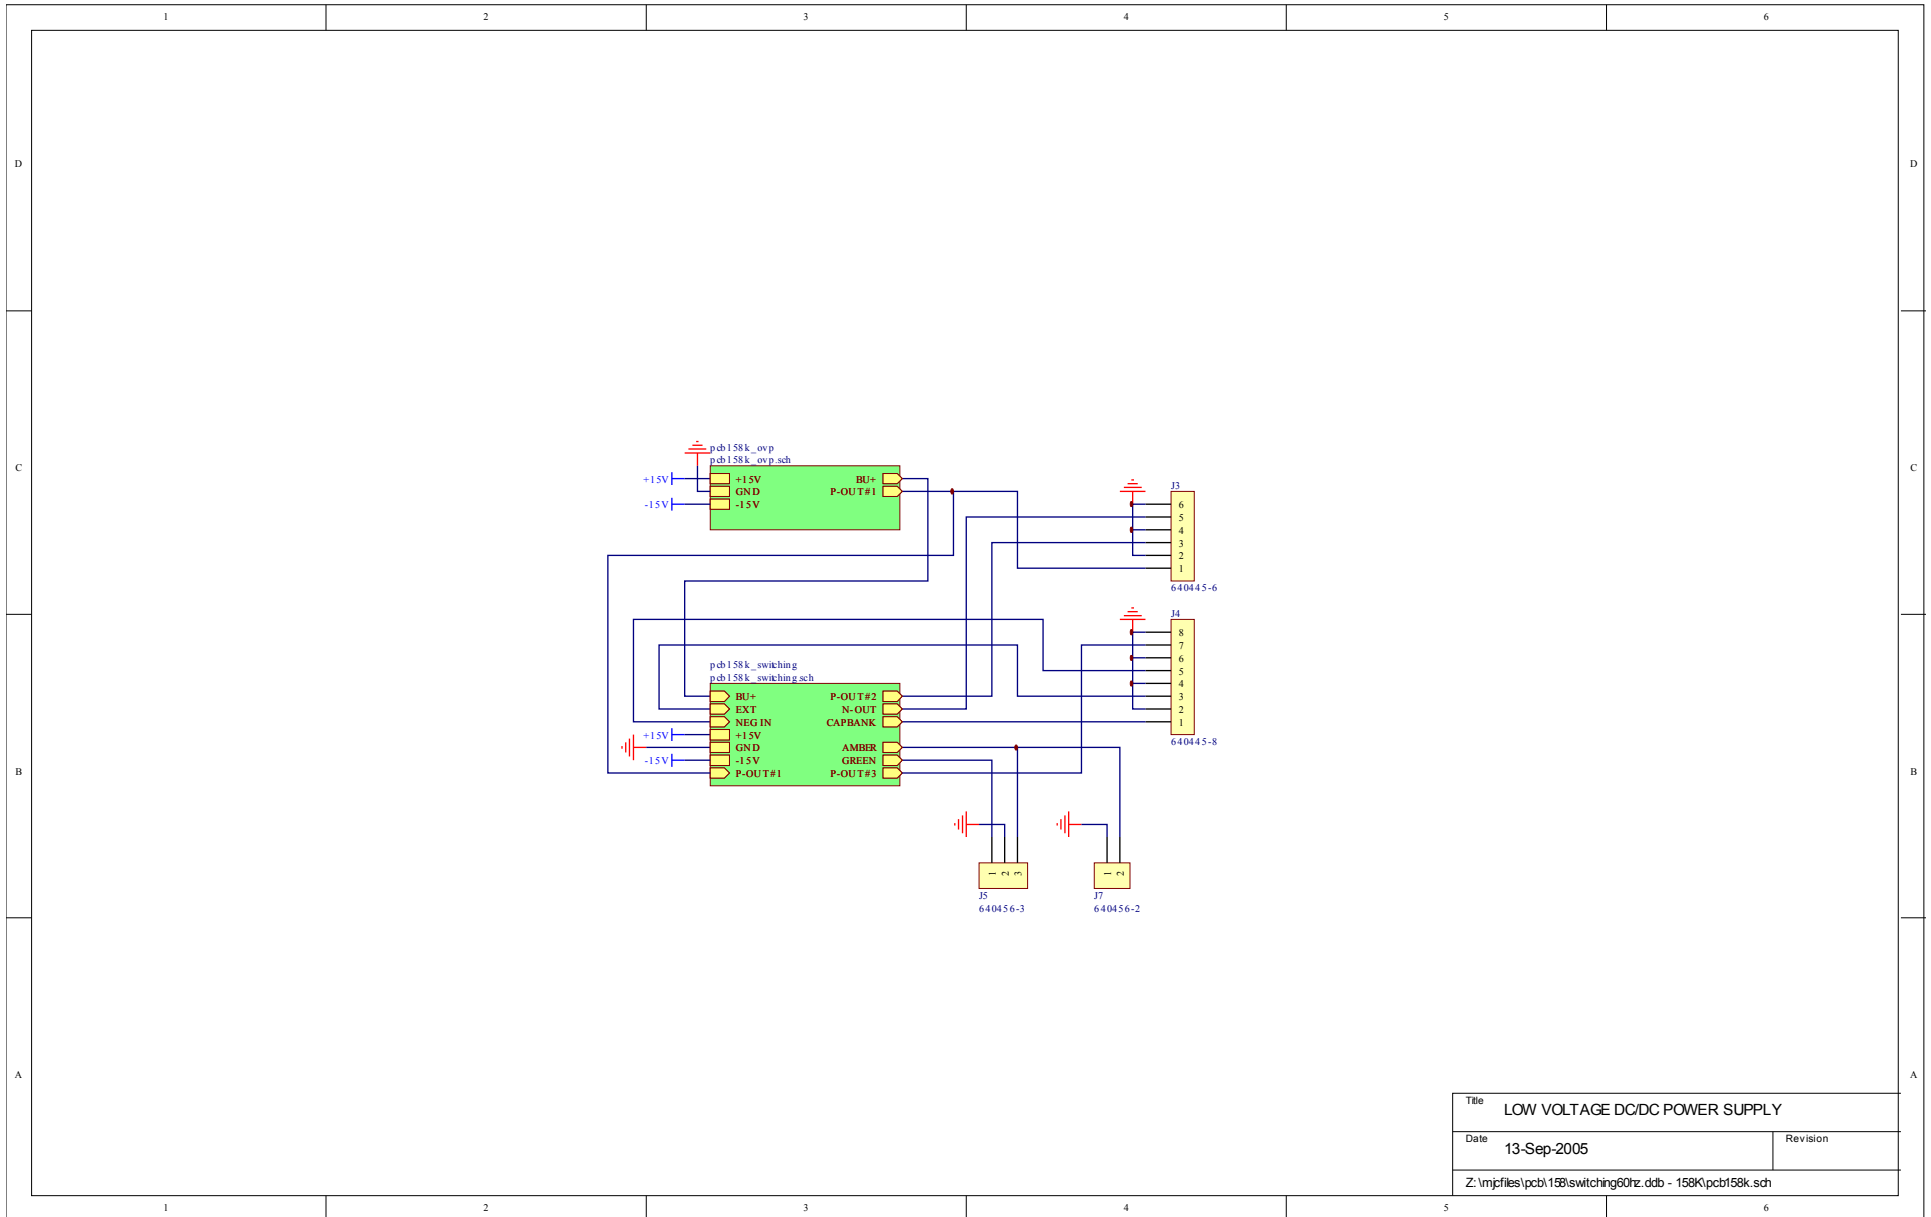 1 2 3 4 5 6
D D
C C
B B
A A
pcb158k_ovp
pcb158k_ovp.sch
+15V +15V BU+
GND P-OUT#1
-15V -15V
J3
6
5
4
3
2
1
640445-6
J4
8
7
6
5
4
3
2
1
640445-8
pcb158k_switching
pcb158k_switching.sch
BU+ P-OUT#2
EXT N-OUT
NEG IN CAPBANK
+15V +15V
GND AMBER
-15V -15V GREEN
P-OUT#1 P-OUT#3
1 2 3
J5
640456-3
1 2
J7
640456-2
Title LOW VOLTAGE DC/DC POWER SUPPLY
Date 13-Sep-2005 Revision
Z:\mjcfiles\pcb\158\switching60hz.ddb - 158K\pcb158k.sch
1 2 3 4 5 6